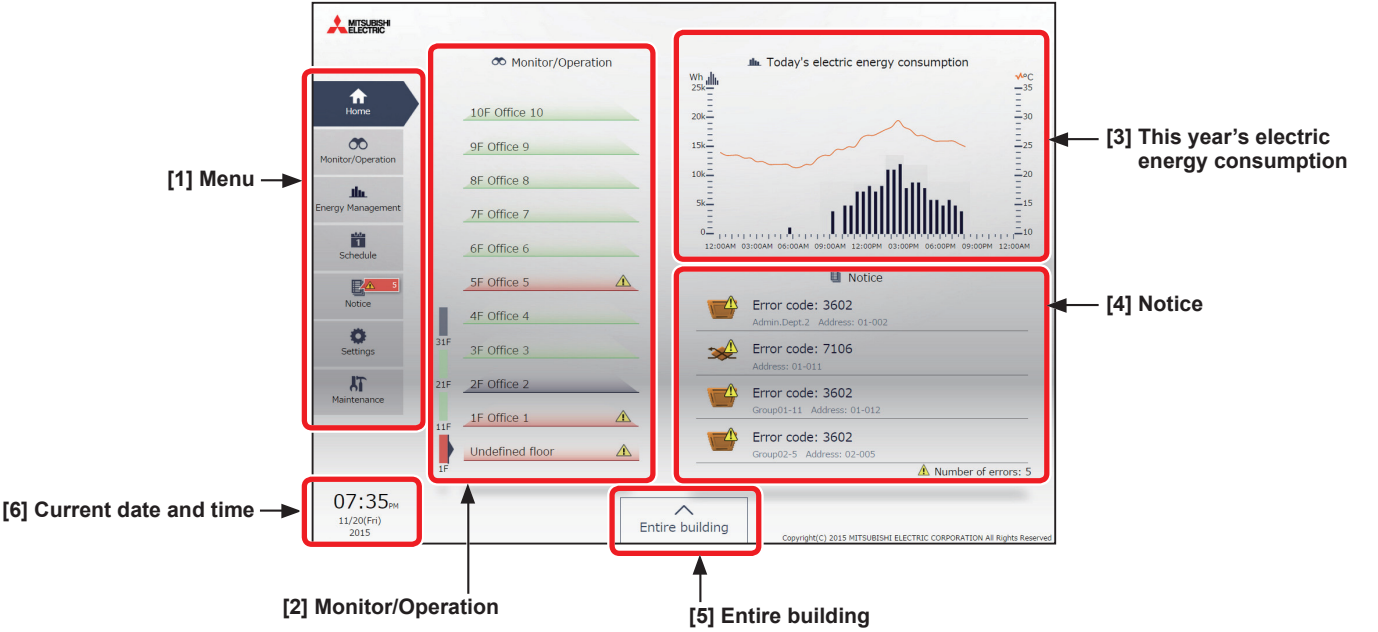 MITSUBISHI
ELECTRIC
[1] Menu
Home
Monitor/Operation
Energy Management
1
Schedule
5
Notice
Settings
Maintenance
Monitor/Operation
10F Office 10
9F Office 9
8F Office 8
7F Office 7
6F Office 6
5F Office 5
4F Office 4
3F Office 3
2F Office 2
1F Office 1
Undefined floor
31F
21F
11F
1F
Today's electric energy consumption
Wh
°C
25k
20k
15k
10k
5k
0
35
30
25
20
15
10
12:00AM 03:00AM 06:00AM 09:00AM 12:00PM 03:00PM 06:00PM 09:00PM 12:00AM
[3] This year's electric
energy consumption
Notice
Error code: 3602
Admin.Dept.2 Address: 01-002
Error code: 7106
Address: 01-011
Error code: 3602
Group01-11 Address: 01-012
Error code: 3602
Group02-5 Address: 02-005
Number of errors: 5
[4] Notice
[6] Current date and time
07:35PM
11/20(Fri)
2015
Entire building
Copyright(C) 2015 MITSUBISHI ELECTRIC CORPORATION All Rights Reserved
[2] Monitor/Operation
[5] Entire building